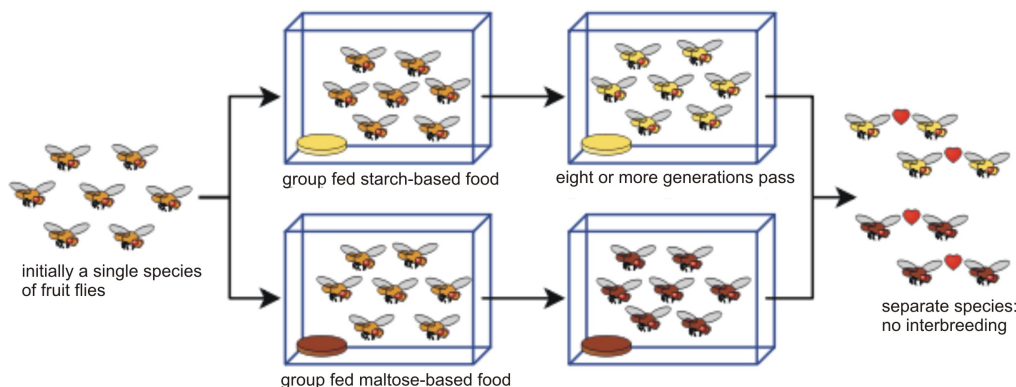 group fed starch-based food
eight or more generations pass
initially a single species
of fruit flies
separate species:
no interbreeding
group fed maltose-based food